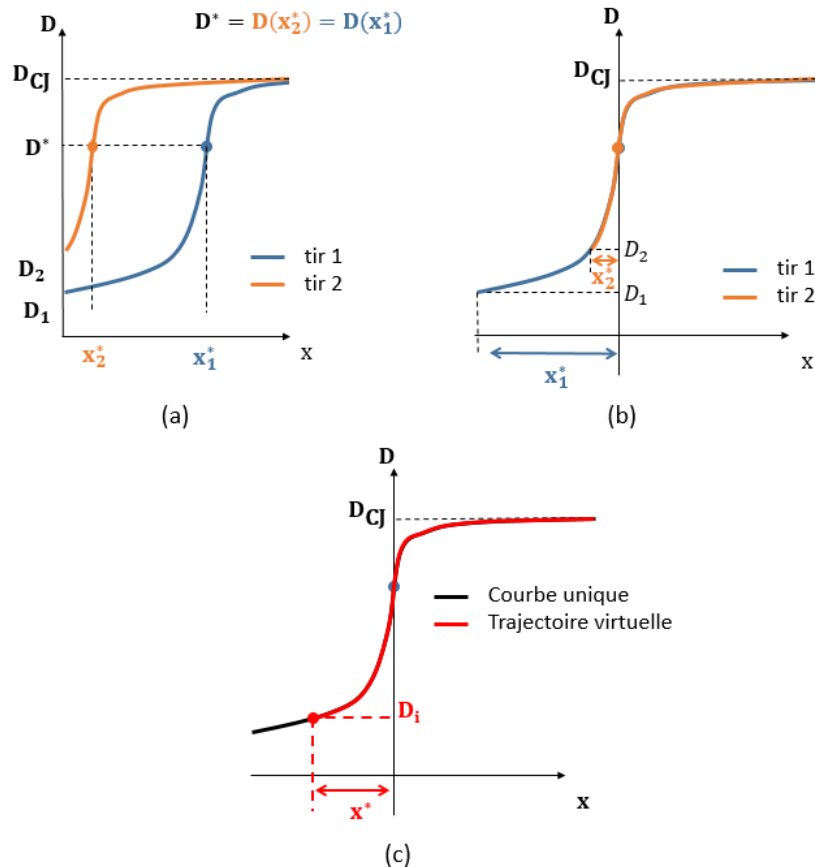 D
D* = D(x₂*) = D(x₁*)
D_CJ
D*
D₂
D₁
tir 1
tir 2
x₂*
x₁*
x
(a)
D
D_CJ
D₂
x₂*
D₁
tir 1
tir 2
x₁*
x
(b)
D
D_CJ
Courbe unique
Trajectoire virtuelle
D_i
x*
x
(c)